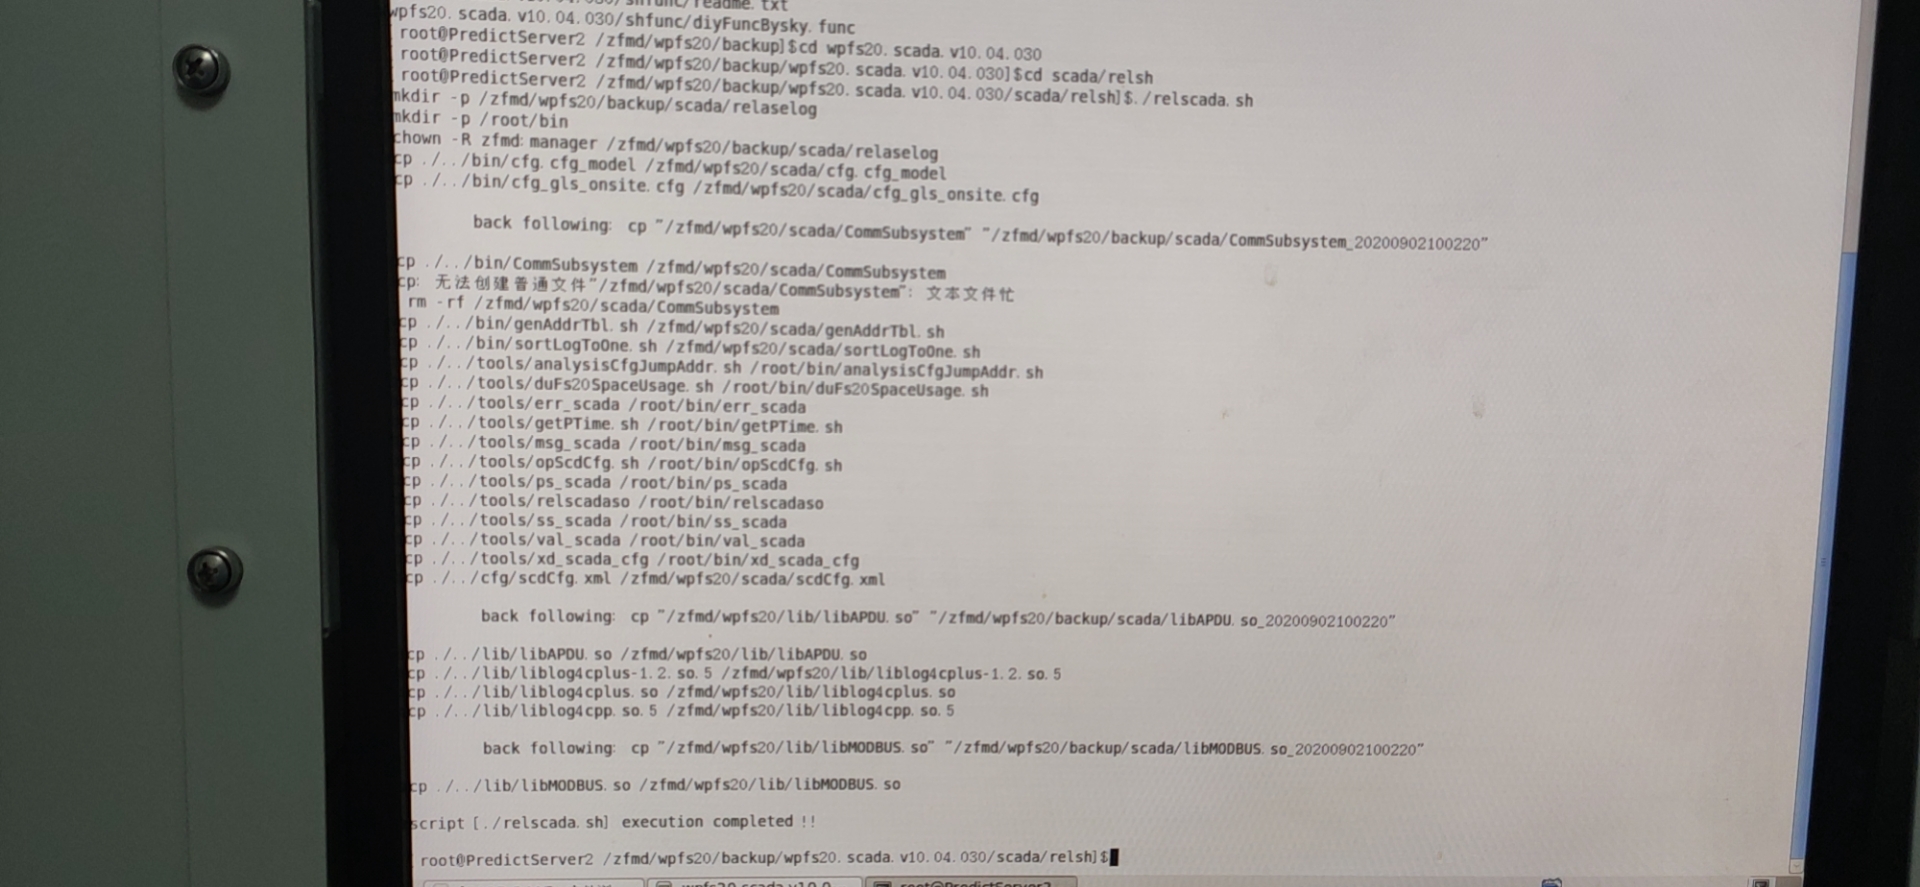 readme. txt
wpfs20. scada. v10. 04. 030/shfunc/diyFuncBysky. func
root@PredictServer2 /zfmd/wpfs20/backup]$cd wpfs20. scada. v10. 04. 030
root@PredictServer2 /zfmd/wpfs20/backup/wpfs20. scada. v10. 04. 030]$cd scada/relsh
root@PredictServer2 /zfmd/wpfs20/backup/wpfs20. scada. v10. 04. 030/scada/relsh]$./relscada. sh
mkdir -p /zfmd/wpfs20/backup/scada/relaselog
mkdir -p /root/bin
chown -R zfmd:manager /zfmd/wpfs20/backup/scada/relaselog
cp ./../bin/cfg. cfg_model /zfmd/wpfs20/scada/cfg. cfg_model
cp ./../bin/cfg_gls_onsite. cfg /zfmd/wpfs20/scada/cfg_gls_onsite. cfg
back following: cp "/zfmd/wpfs20/scada/CommSubsystem" "/zfmd/wpfs20/backup/scada/CommSubsystem_20200902100220"
cp ./../bin/CommSubsystem /zfmd/wpfs20/scada/CommSubsystem
cp: 无法创建普通文件"/zfmd/wpfs20/scada/CommSubsystem": 文本文件忙
rm -rf /zfmd/wpfs20/scada/CommSubsystem
cp ./../bin/genAddrTbl. sh /zfmd/wpfs20/scada/genAddrTbl. sh
cp ./../bin/sortLogToOne. sh /zfmd/wpfs20/scada/sortLogToOne. sh
cp ./../tools/analysisCfgJumpAddr. sh /root/bin/analysisCfgJumpAddr. sh
cp ./../tools/duFs20SpaceUsage. sh /root/bin/duFs20SpaceUsage. sh
cp ./../tools/err_scada /root/bin/err_scada
cp ./../tools/getPTime. sh /root/bin/getPTime. sh
cp ./../tools/msg_scada /root/bin/msg_scada
cp ./../tools/opScdCfg. sh /root/bin/opScdCfg. sh
cp ./../tools/ps_scada /root/bin/ps_scada
cp ./../tools/relscadaso /root/bin/relscadaso
cp ./../tools/ss_scada /root/bin/ss_scada
cp ./../tools/val_scada /root/bin/val_scada
cp ./../tools/xd_scada_cfg /root/bin/xd_scada_cfg
cp ./../cfg/scdCfg. xml /zfmd/wpfs20/scada/scdCfg. xml
back following: cp "/zfmd/wpfs20/lib/libAPDU. so" "/zfmd/wpfs20/backup/scada/libAPDU. so_20200902100220"
cp ./../lib/libAPDU. so /zfmd/wpfs20/lib/libAPDU. so
cp ./../lib/liblog4cplus-1. 2. so. 5 /zfmd/wpfs20/lib/liblog4cplus-1. 2. so. 5
cp ./../lib/liblog4cplus. so /zfmd/wpfs20/lib/liblog4cplus. so
cp ./../lib/liblog4cpp. so. 5 /zfmd/wpfs20/lib/liblog4cpp. so. 5
back following: cp "/zfmd/wpfs20/lib/libMODBUS. so" "/zfmd/wpfs20/backup/scada/libMODBUS. so_20200902100220"
cp ./../lib/libMODBUS. so /zfmd/wpfs20/lib/libMODBUS. so
script [./relscada. sh] execution completed !!
root@PredictServer2 /zfmd/wpfs20/backup/wpfs20. scada. v10. 04. 030/scada/relsh]$